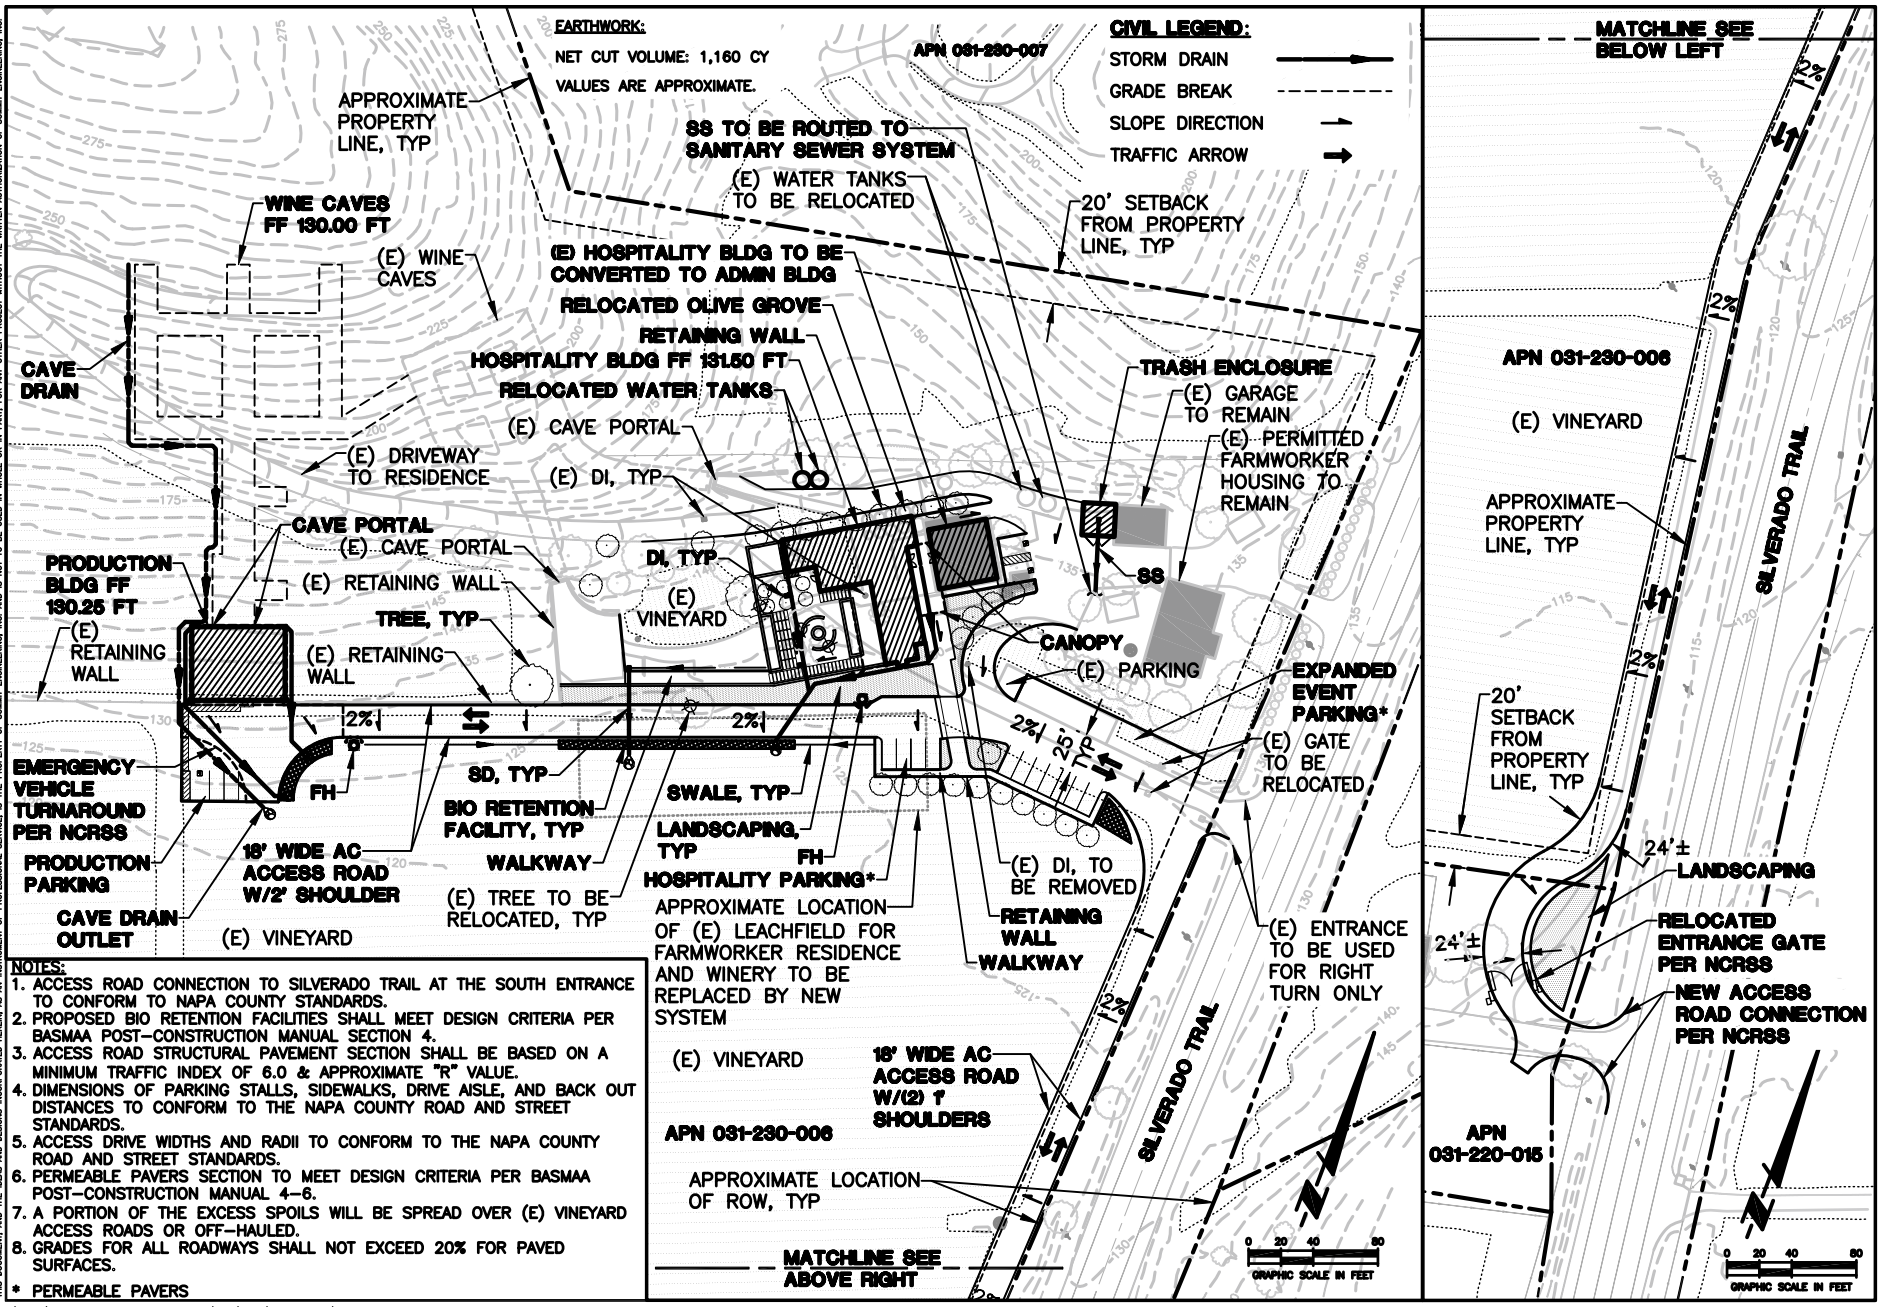 EARTHWORK:
NET CUT VOLUME: 1,160 CY
VALUES ARE APPROXIMATE.
APN 031-230-007
CIVIL LEGEND:
STORM DRAIN
GRADE BREAK
SLOPE DIRECTION
TRAFFIC ARROW
APPROXIMATE
PROPERTY
LINE, TYP
SS TO BE ROUTED TO
SANITARY SEWER SYSTEM
(E) WATER TANKS
TO BE RELOCATED
20' SETBACK
FROM PROPERTY
LINE, TYP
WINE CAVES
FF 130.00 FT
(E) WINE
CAVES
(E) HOSPITALITY BLDG TO BE
CONVERTED TO ADMIN BLDG
RELOCATED OLIVE GROVE
RETAINING WALL
HOSPITALITY BLDG FF 131.50 FT
RELOCATED WATER TANKS
(E) CAVE PORTAL
(E) DI, TYP
CAVE
DRAIN
(E) DRIVEWAY
TO RESIDENCE
TRASH ENCLOSURE
(E) GARAGE
TO REMAIN
(E) PERMITTED
FARMWORKER
HOUSING TO
REMAIN
CAVE PORTAL
(E) CAVE PORTAL
(E) RETAINING WALL
TREE, TYP
(E) RETAINING
WALL
PRODUCTION
BLDG FF
130.25 FT
(E)
RETAINING
WALL
DI, TYP
(E)
VINEYARD
SS
CANOPY
(E) PARKING
EXPANDED
EVENT
PARKING*
(E) GATE
TO BE
RELOCATED
2%
2%
2%
25'
TYP
EMERGENCY
VEHICLE
TURNAROUND
PER NCRSS
PRODUCTION
PARKING
CAVE DRAIN
OUTLET
FH
18' WIDE AC
ACCESS ROAD
W/2' SHOULDER
(E) VINEYARD
SD, TYP
BIO RETENTION
FACILITY, TYP
WALKWAY
(E) TREE TO BE
RELOCATED, TYP
SWALE, TYP
LANDSCAPING,
TYP
FH
HOSPITALITY PARKING*
APPROXIMATE LOCATION
OF (E) LEACHFIELD FOR
FARMWORKER RESIDENCE
AND WINERY TO BE
REPLACED BY NEW
SYSTEM
(E) DI, TO
BE REMOVED
RETAINING
WALL
WALKWAY
(E) ENTRANCE
TO BE USED
FOR RIGHT
TURN ONLY
(E) VINEYARD
18' WIDE AC
ACCESS ROAD
W/(2) 1'
SHOULDERS
2%
SILVERADO TRAIL
APN 031-230-006
APPROXIMATE LOCATION
OF ROW, TYP
MATCHLINE SEE
ABOVE RIGHT
2%
0 20 40 80
GRAPHIC SCALE IN FEET
NOTES:
1. ACCESS ROAD CONNECTION TO SILVERADO TRAIL AT THE SOUTH ENTRANCE
TO CONFORM TO NAPA COUNTY STANDARDS.
2. PROPOSED BIO RETENTION FACILITIES SHALL MEET DESIGN CRITERIA PER
BASMAA POST-CONSTRUCTION MANUAL SECTION 4.
3. ACCESS ROAD STRUCTURAL PAVEMENT SECTION SHALL BE BASED ON A
MINIMUM TRAFFIC INDEX OF 6.0 & APPROXIMATE "R" VALUE.
4. DIMENSIONS OF PARKING STALLS, SIDEWALKS, DRIVE AISLE, AND BACK OUT
DISTANCES TO CONFORM TO THE NAPA COUNTY ROAD AND STREET
STANDARDS.
5. ACCESS DRIVE WIDTHS AND RADII TO CONFORM TO THE NAPA COUNTY
ROAD AND STREET STANDARDS.
6. PERMEABLE PAVERS SECTION TO MEET DESIGN CRITERIA PER BASMAA
POST-CONSTRUCTION MANUAL 4-6.
7. A PORTION OF THE EXCESS SPOILS WILL BE SPREAD OVER (E) VINEYARD
ACCESS ROADS OR OFF-HAULED.
8. GRADES FOR ALL ROADWAYS SHALL NOT EXCEED 20% FOR PAVED
SURFACES.
* PERMEABLE PAVERS
MATCHLINE SEE
BELOW LEFT
2%
2%
APN 031-230-006
(E) VINEYARD
APPROXIMATE
PROPERTY
LINE, TYP
SILVERADO TRAIL
2%
20'
SETBACK
FROM
PROPERTY
LINE, TYP
24'±
LANDSCAPING
RELOCATED
ENTRANCE GATE
PER NCRSS
24'±
NEW ACCESS
ROAD CONNECTION
PER NCRSS
APN
031-220-015
0 20 40 80
GRAPHIC SCALE IN FEET